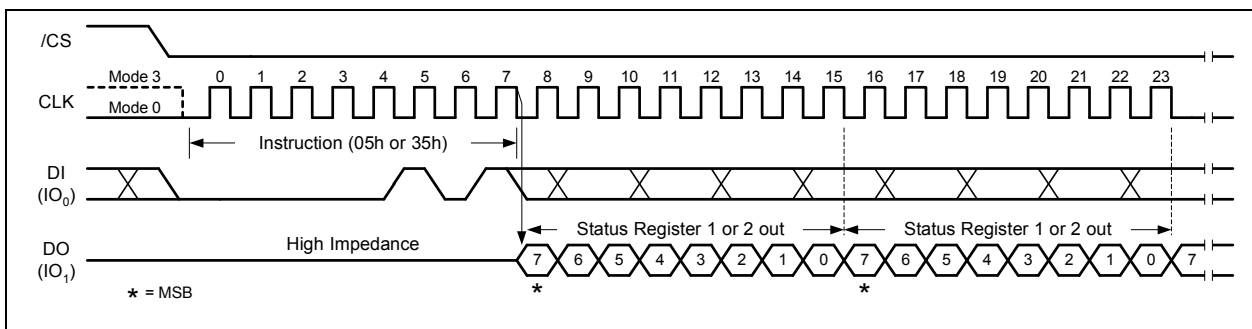 /CS
Mode 3
0 1 2 3 4 5 6 7 8 9 10 11 12 13 14 15 16 17 18 19 20 21 22 23
CLK
Mode 0
Instruction (05h or 35h)
DI
(IO0)
Status Register 1 or 2 out Status Register 1 or 2 out
High Impedance
DO
(IO1)
7 6 5 4 3 2 1 0 7 6 5 4 3 2 1 0 7
* *
* = MSB